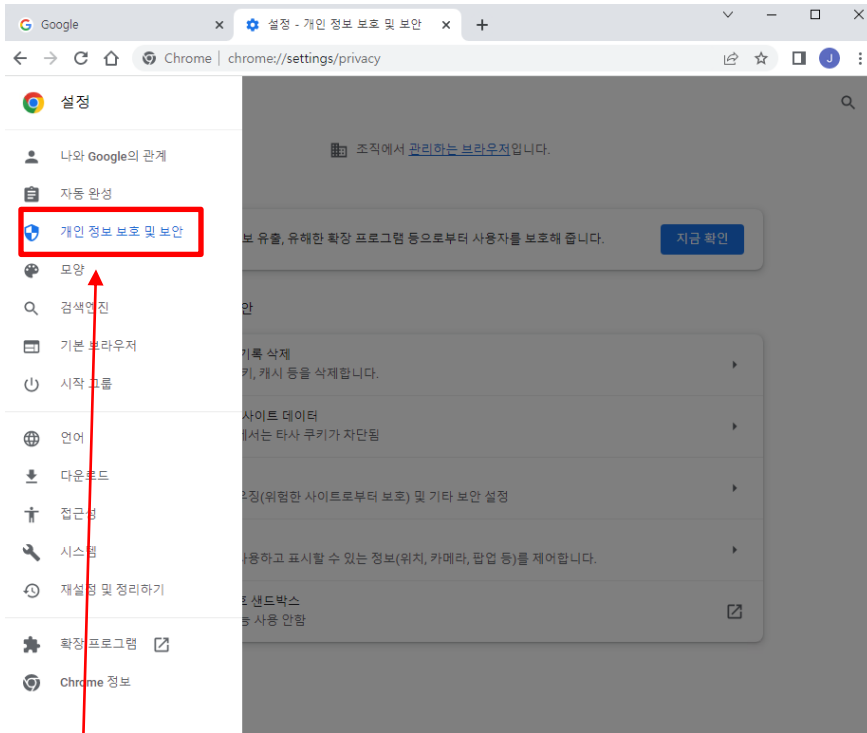 Google
설정 - 개인 정보 보호 및 보안
Chrome | chrome://settings/privacy
J
설정
조직에서 관리하는 브라우저입니다.
나와 Google의 관계
자동 완성
개인 정보 보호 및 보안
보 유출, 유해한 확장 프로그램 등으로부터 사용자를 보호해 줍니다.
지금 확인
모양
검색엔진
안
기본 브라우저
기록 삭제
키, 캐시 등을 삭제합니다.
시작 그룹
사이트 데이터
에서는 타사 쿠키가 차단됨
언어
다운로드
우징(위험한 사이트로부터 보호) 및 기타 보안 설정
접근성
시스템
사용하고 표시할 수 있는 정보(위치, 카메라, 팝업 등)를 제어합니다.
재설정 및 정리하기
호 샌드박스
능 사용 안함
확장 프로그램
Chrome 정보